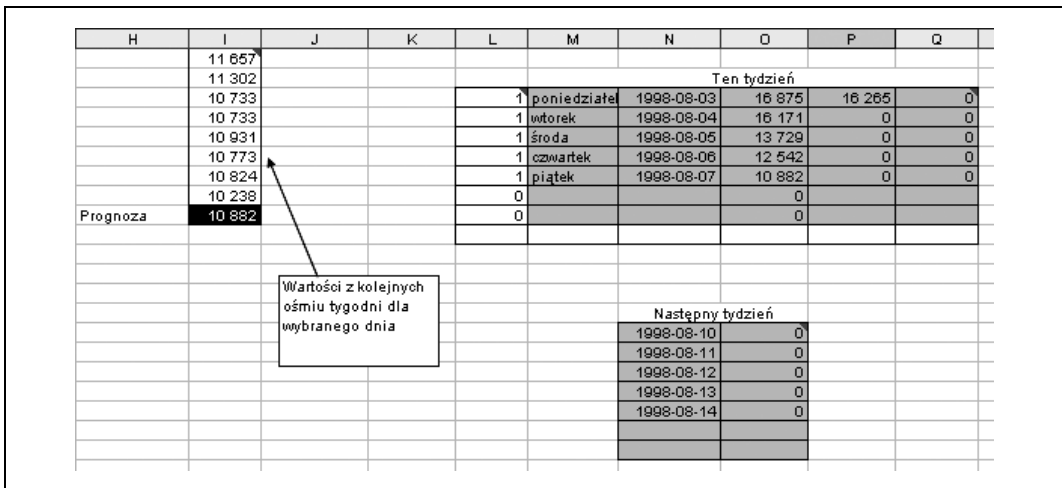 H I J K L M N O P Q
11 657
11 302 Ten tydzień
10 733 1 poniedziałel 1998-08-03 16 875 16 265 0
10 733 1 wtorek 1998-08-04 16 171 0 0
10 931 1 środa 1998-08-05 13 729 0 0
10 773 1 czwartek 1998-08-06 12 542 0 0
10 824 1 piątek 1998-08-07 10 882 0 0
10 238 0 0
Prognoza 10 882 0 0
Wartości z kolejnych
ośmiu tygodni dla
wybranego dnia
Następny tydzień
1998-08-10 0
1998-08-11 0
1998-08-12 0
1998-08-13 0
1998-08-14 0